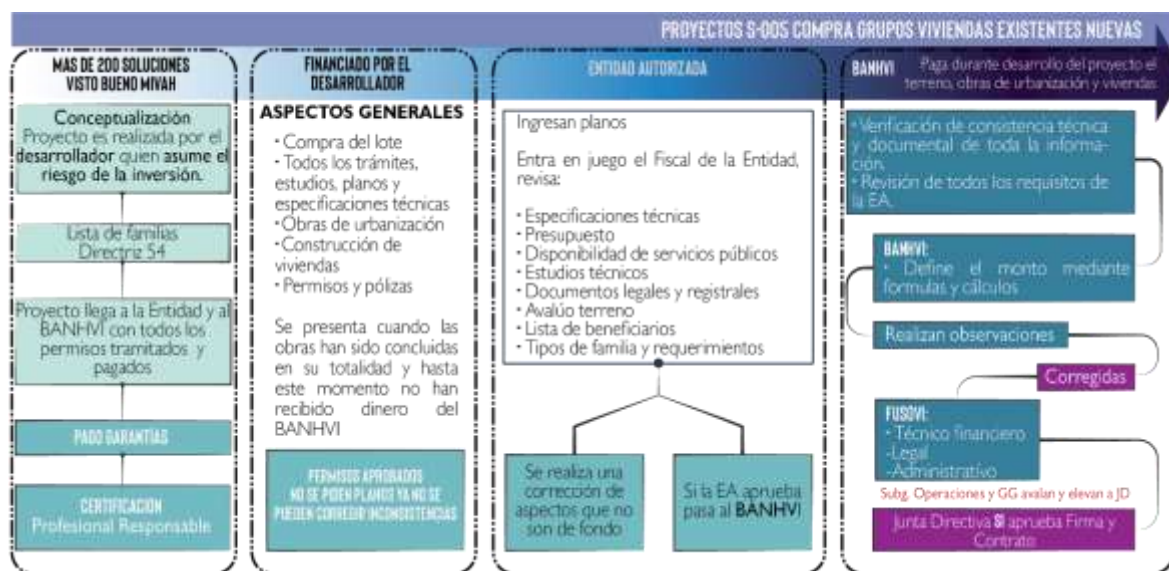 PROYECTOS S-005 COMPRA GRUPOS VIVIENDAS EXISTENTES NUEVAS
MAS DE 200 SOLUCIONES
VISTO BUENO MIVAH
Conceptualización
Proyecto es realizada por el
desarrollador quien asume el
riesgo de la inversión.
Lista de familias
Directriz 54
Proyecto llega a la Entidad y al
BANHVI con todos los
permisos tramitados y
pagados
PAGO GARANTÍAS
CERTIFICACIÓN
Profesional Responsable
FINANCIADO POR EL
DESARROLLADOR
ASPECTOS GENERALES
• Compra del lote
• Todos los trámites,
estudios, planos y
especificaciones técnicas
• Obras de urbanización
• Construcción de
viviendas
• Permisos y pólizas
Se presenta cuando las
obras han sido concluidas
en su totalidad y hasta
este momento no han
recibido dinero del
BANHVI
PERMISOS APROBADOS
NO SE PIDEN PLANOS YA NO SE
PUEDEN CORREGIR INCONSISTENCIAS
ENTIDAD AUTORIZADA
Ingresan planos
Entra en juego el Fiscal de la Entidad,
revisa:
• Especificaciones técnicas
• Presupuesto
• Disponibilidad de servicios públicos
• Estudios técnicos
• Documentos legales y registrales
• Avalúo terreno
• Lista de beneficiarios
• Tipos de familia y requerimientos
Se realiza una
corrección de
aspectos que no
son de fondo
Si la EA aprueba
pasa al BANHVI
BANHVI Paga durante desarrollo del proyecto el
terreno, obras de urbanización y viviendas
• Verificación de consistencia técnica
y documental de toda la informa-
ción.
• Revisión de todos los requisitos de
la EA.
BANHVI:
• Define el monto mediante
formulas y cálculos
Realizan observaciones
Corregidas
FUSOVI:
• Técnico financiero
-Legal
-Administrativo
Subg. Operaciones y GG avalan y elevan a JD
Junta Directiva SI aprueba Firma y
Contrato